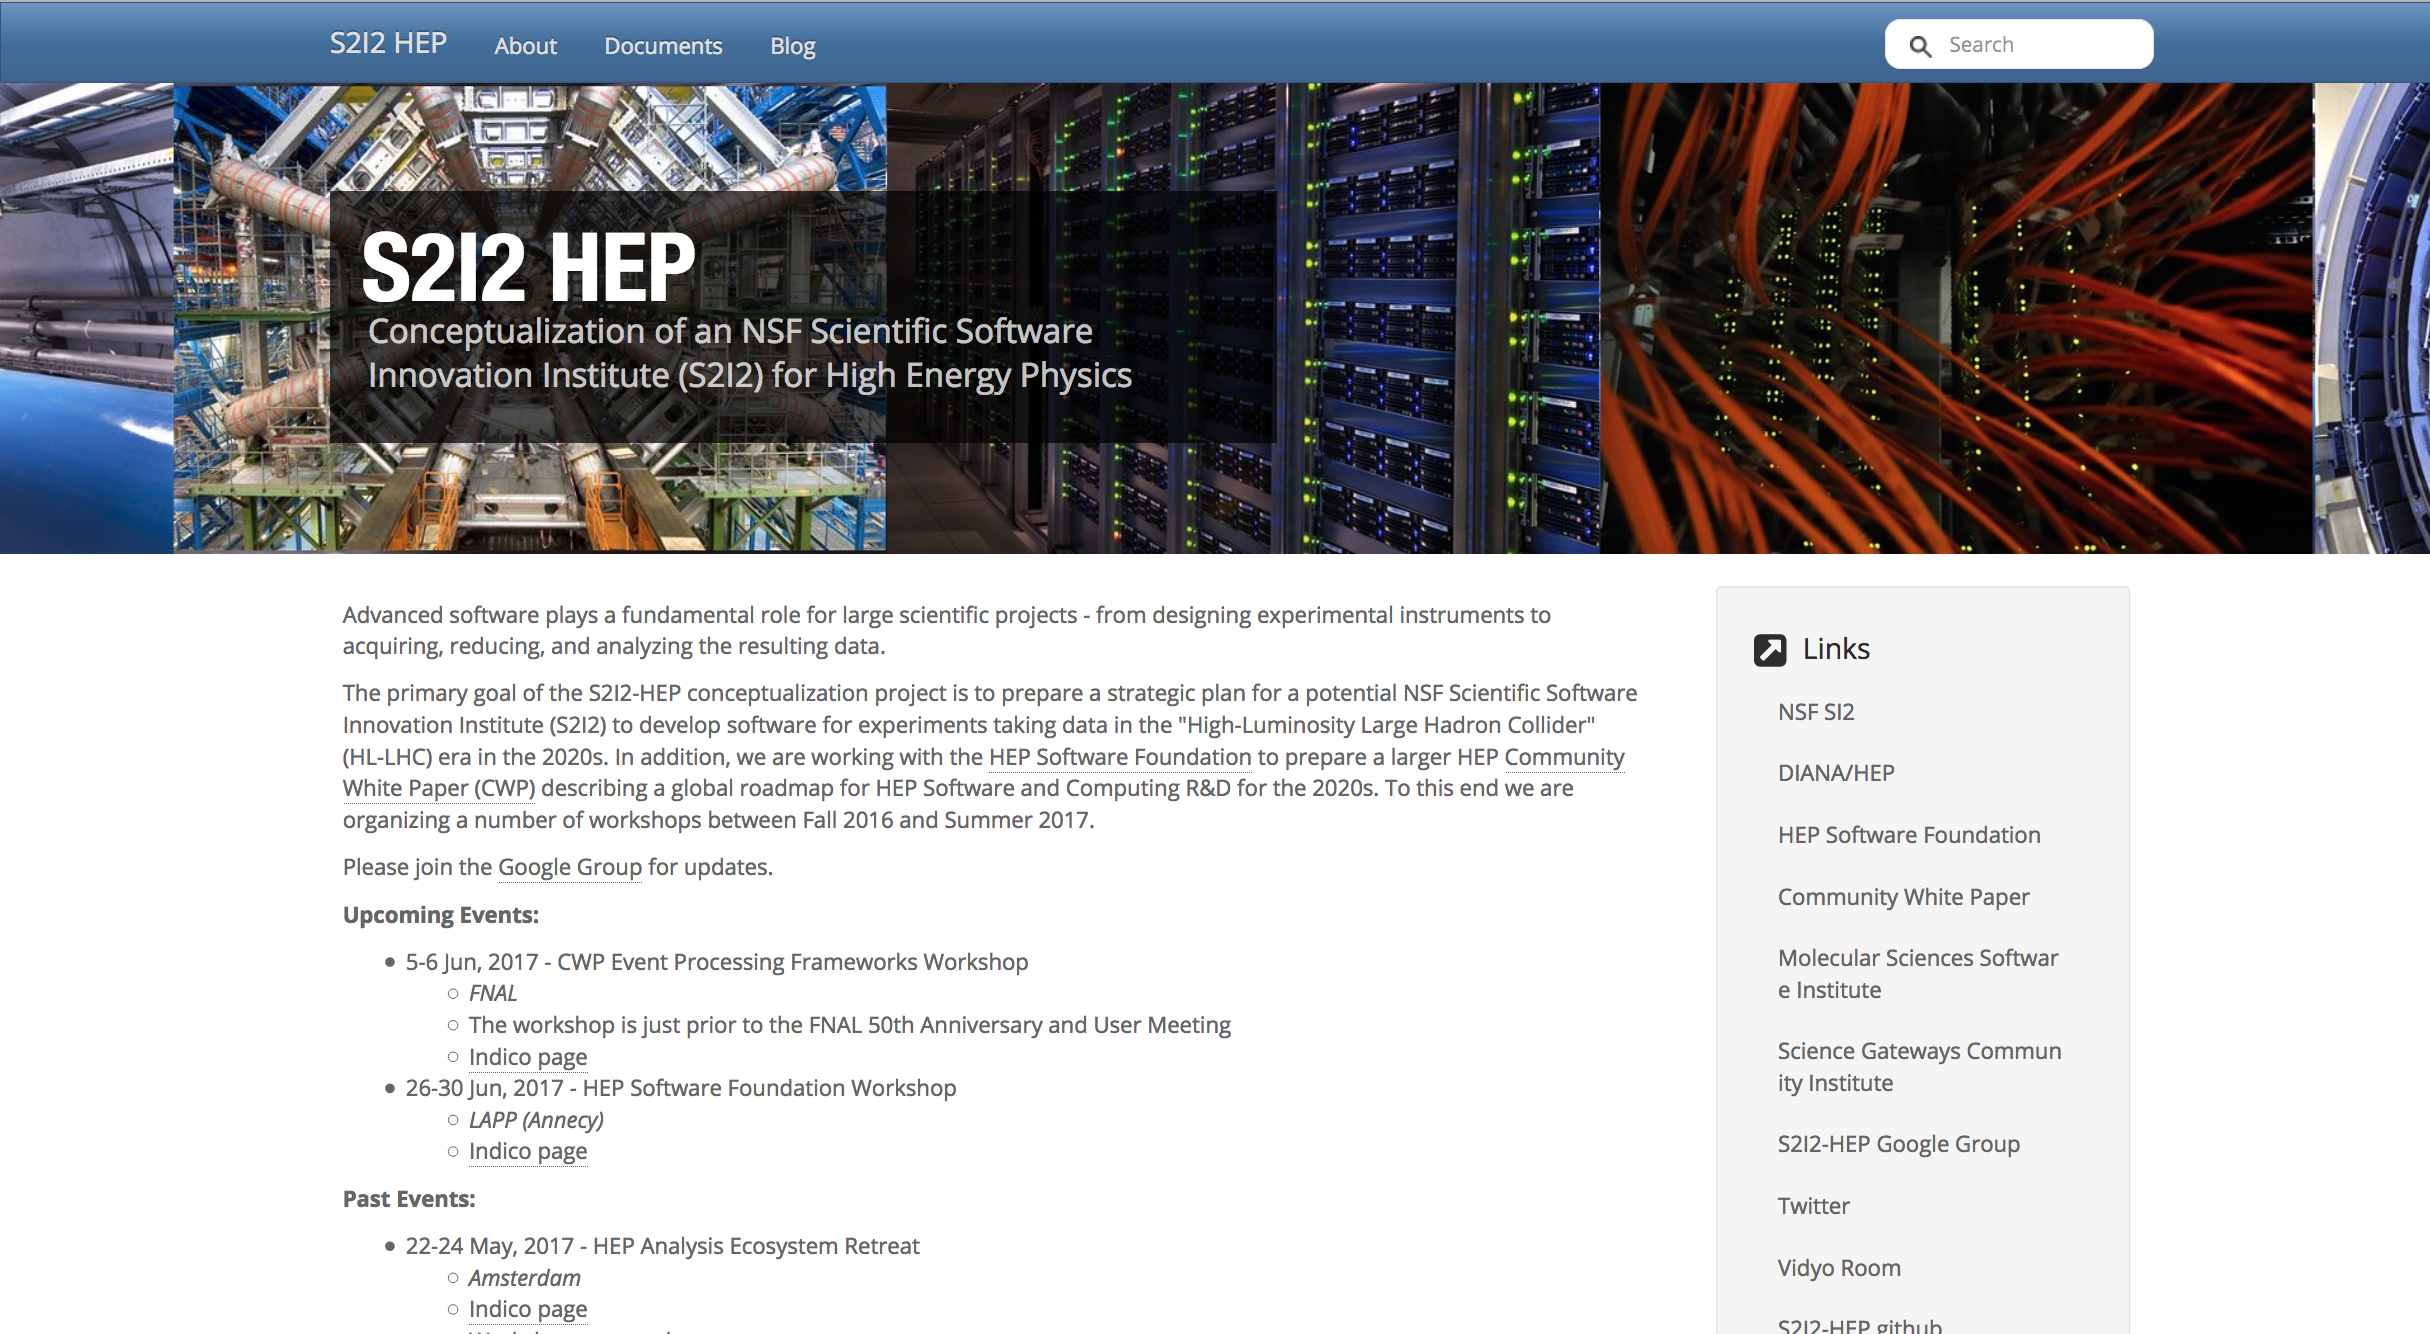 S2I2 HEP
About
Documents
Blog
Search
S2I2 HEP
Conceptualization of an NSF Scientific Software
Innovation Institute (S2I2) for High Energy Physics
Advanced software plays a fundamental role for large scientific projects - from designing experimental instruments to
acquiring, reducing, and analyzing the resulting data.
The primary goal of the S2I2-HEP conceptualization project is to prepare a strategic plan for a potential NSF Scientific Software
Innovation Institute (S2I2) to develop software for experiments taking data in the "High-Luminosity Large Hadron Collider"
(HL-LHC) era in the 2020s. In addition, we are working with the HEP Software Foundation to prepare a larger HEP Community
White Paper (CWP) describing a global roadmap for HEP Software and Computing R&D for the 2020s. To this end we are
organizing a number of workshops between Fall 2016 and Summer 2017.
Please join the Google Group for updates.
Upcoming Events:
5-6 Jun, 2017 - CWP Event Processing Frameworks Workshop
FNAL
The workshop is just prior to the FNAL 50th Anniversary and User Meeting
Indico page
26-30 Jun, 2017 - HEP Software Foundation Workshop
LAPP (Annecy)
Indico page
Past Events:
22-24 May, 2017 - HEP Analysis Ecosystem Retreat
Amsterdam
Indico page
Links
NSF SI2
DIANA/HEP
HEP Software Foundation
Community White Paper
Molecular Sciences Softwar
e Institute
Science Gateways Commun
ity Institute
S2I2-HEP Google Group
Twitter
Vidyo Room
S2I2-HEP github